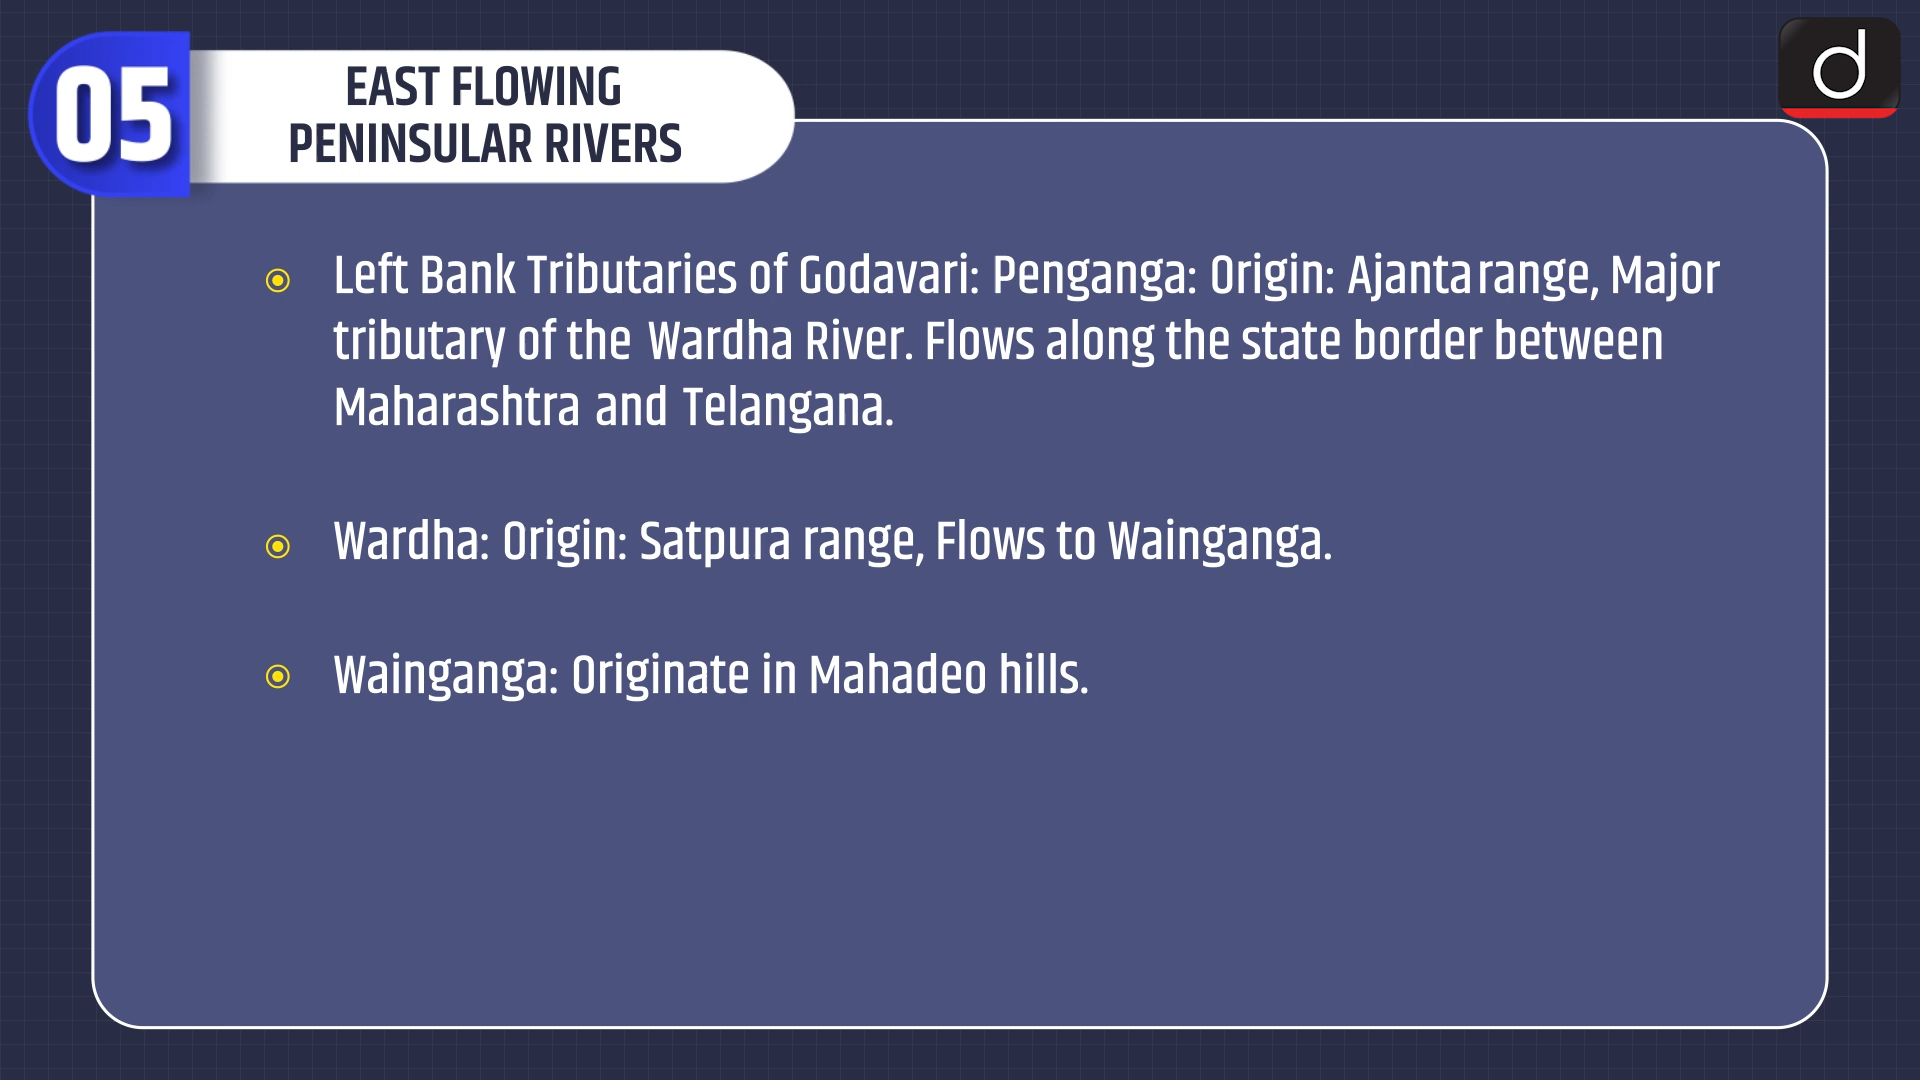 05
EAST FLOWING
PENINSULAR RIVERS
d
Left Bank Tributaries of Godavari: Penganga: Origin: Ajanta range, Major
tributary of the Wardha River. Flows along the state border between
Maharashtra and Telangana.
Wardha: Origin: Satpura range, Flows to Wainganga.
Wainganga: Originate in Mahadeo hills.